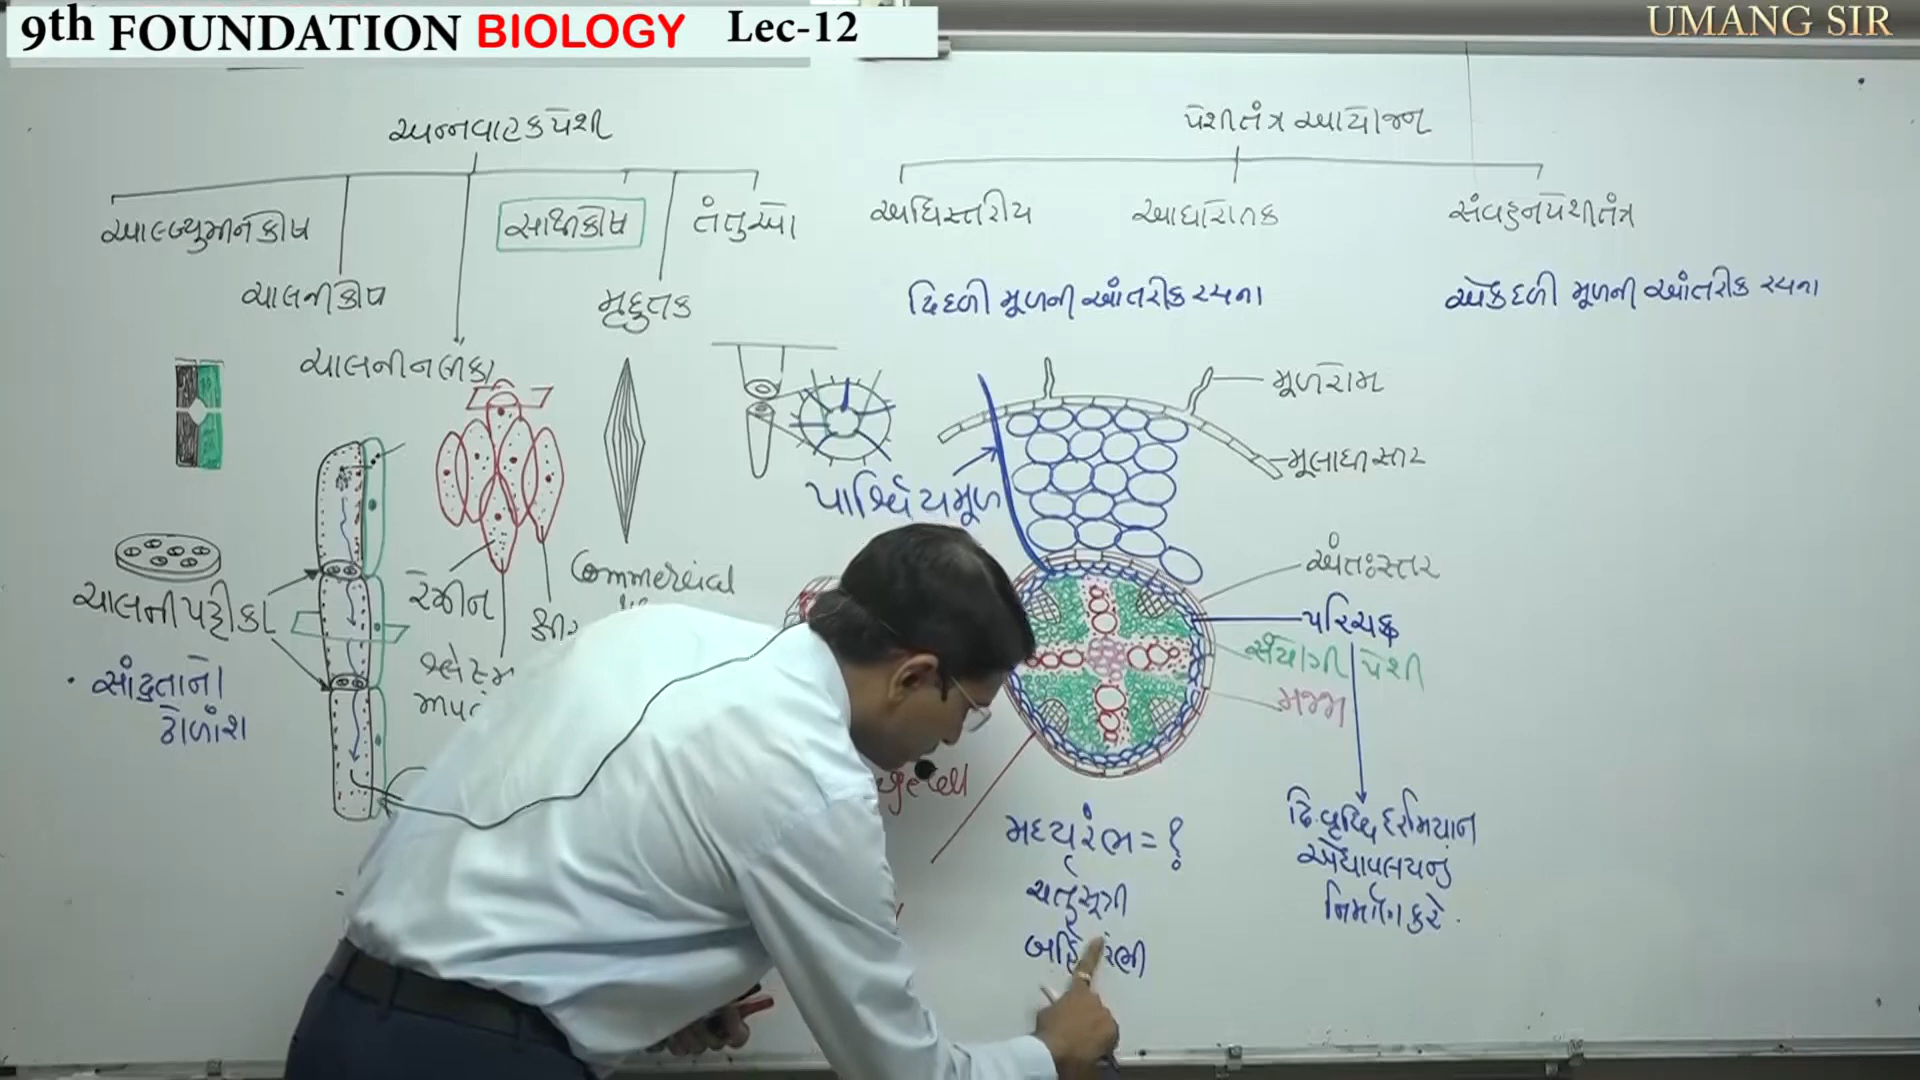 9th FOUNDATION BIOLOGY Lec-12
UMANG SIR
અન્નવાહકપેશી
આલ્બ્યુમીનકોષ
સાથીકોષ
તંતુઓ
ચાલનીકોષ
મૃદુતક
ચાલનીનલીકા
ચાલનીપટ્ટીકા
સાંદ્રતાનો
ઢોળાંશ
રેઝીન
શ્લેષ્મ
Commercial
પેશીતંત્ર આયોજન
અધિસ્તરીય
આધારોતક
સંવહનપેશીતંત્ર
દ્વિદળી મૂળની આંતરીક રચના
એકદળી મૂળની આંતરીક રચના
મૂળરોમ
મૂલાધીસ્તર
પાર્શ્વિયમૂળ
અંતઃસ્તર
પરિચક્ર
સંયોગી પેશી
મજ્જા
મધ્યરંભ = ?
ચર્તુસૂત્રી
દ્વિ.વૃધ્ધિ દરમિયાન
એધાવલયનું
નિર્માણ કરે.